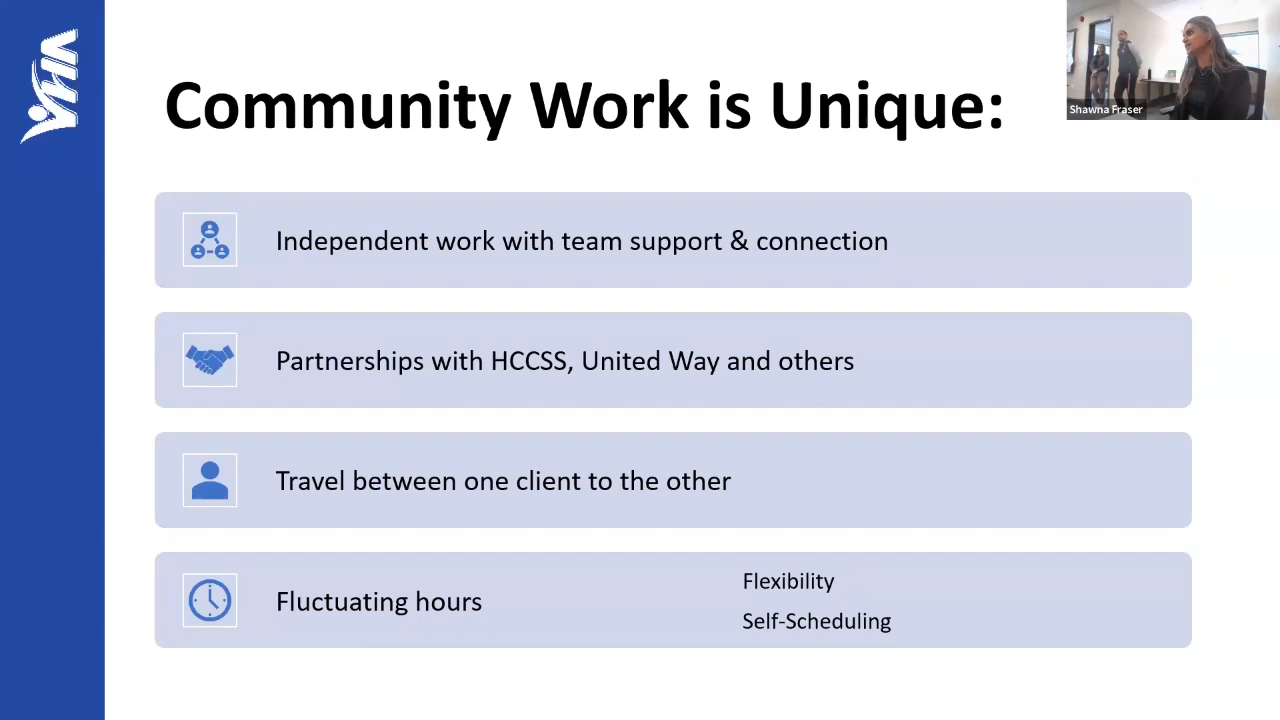 VHA
Community Work is Unique:
Shawna Fraser
Independent work with team support & connection
Partnerships with HCCSS, United Way and others
Travel between one client to the other
Fluctuating hours
Flexibility
Self-Scheduling